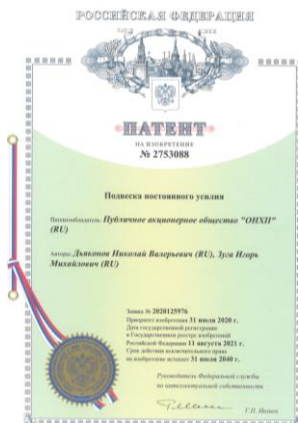 РОССИЙСКАЯ ФЕДЕРАЦИЯ
ПАТЕНТ
НА ИЗОБРЕТЕНИЕ
№ 2753088
Подвеска постоянного усилия
Патентообладатель: Публичное акционерное общество "ОНХП"
(RU)
Авторы: Дьяконов Николай Валерьевич (RU), Зуга Игорь
Михайлович (RU)
Заявка № 2020125976
Приоритет изобретения 31 июля 2020 г.
Дата государственной регистрации
в Государственном реестре изобретений
Российской Федерации 11 августа 2021 г.
Срок действия исключительного права
на изобретение истекает 31 июля 2040 г.
Руководитель Федеральной службы
по интеллектуальной собственности
Г.П. Ивлиев